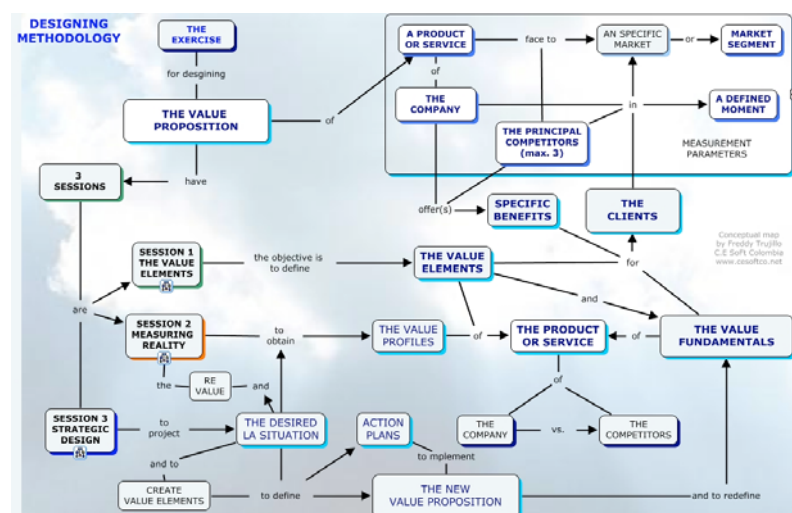 DESIGNING
METHODOLOGY
THE
EXERCISE
for desgining
THE VALUE
PROPOSITION
of
A PRODUCT
OR SERVICE
face to
AN SPECIFIC
MARKET
or
MARKET
SEGMENT
of
THE
COMPANY
in
A DEFINED
MOMENT
THE PRINCIPAL
COMPETITORS
(max. 3)
MEASUREMENT
PARAMETERS
have
3
SESSIONS
offer(s)
SPECIFIC
BENEFITS
THE
CLIENTS
Conceptual map
by Freddy Trujillo
C.E Soft Colombia
www.cesoftco.net
SESSION 1
THE VALUE
ELEMENTS
the objective is
to define
THE VALUE
ELEMENTS
for
and
are
SESSION 2
MEASURING
REALITY
to
obtain
THE VALUE
PROFILES
of
THE PRODUCT
OR SERVICE
of
THE VALUE
FUNDAMENTALS
the
RE
VALUE
and
of
SESSION 3
STRATEGIC
DESIGN
to
project
THE DESIRED
LA SITUATION
ACTION
PLANS
THE
COMPANY
vs.
THE
COMPETITORS
and to
to mplement
CREATE
VALUE ELEMENTS
to define
THE NEW
VALUE PROPOSITION
and to redefine